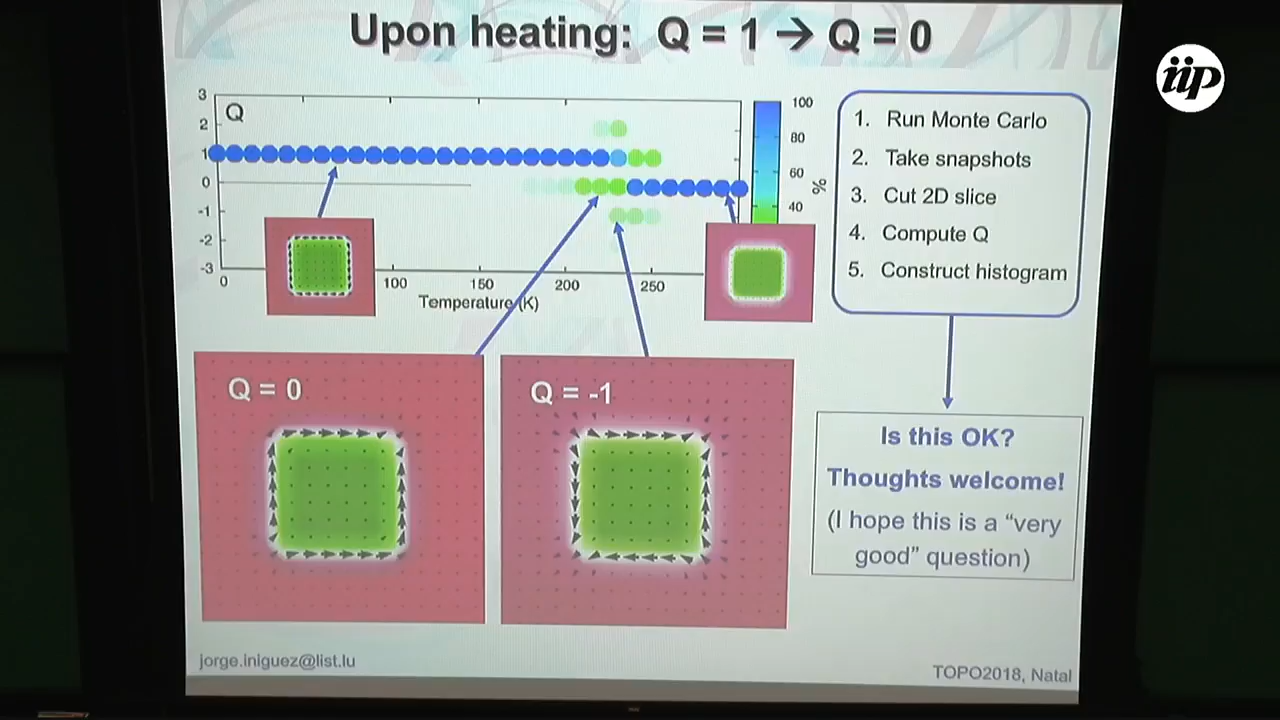 Upon heating: Q = 1 → Q = 0
iip
3
2
1
0
-1
-2
-3
Q
0
100
150
200
250
Temperature (K)
100
80
60
40
%
1. Run Monte Carlo
2. Take snapshots
3. Cut 2D slice
4. Compute Q
5. Construct histogram
Q = 0
Q = -1
Is this OK?
Thoughts welcome!
(I hope this is a “very
good” question)
jorge.iniguez@list.lu
TOPO2018, Natal